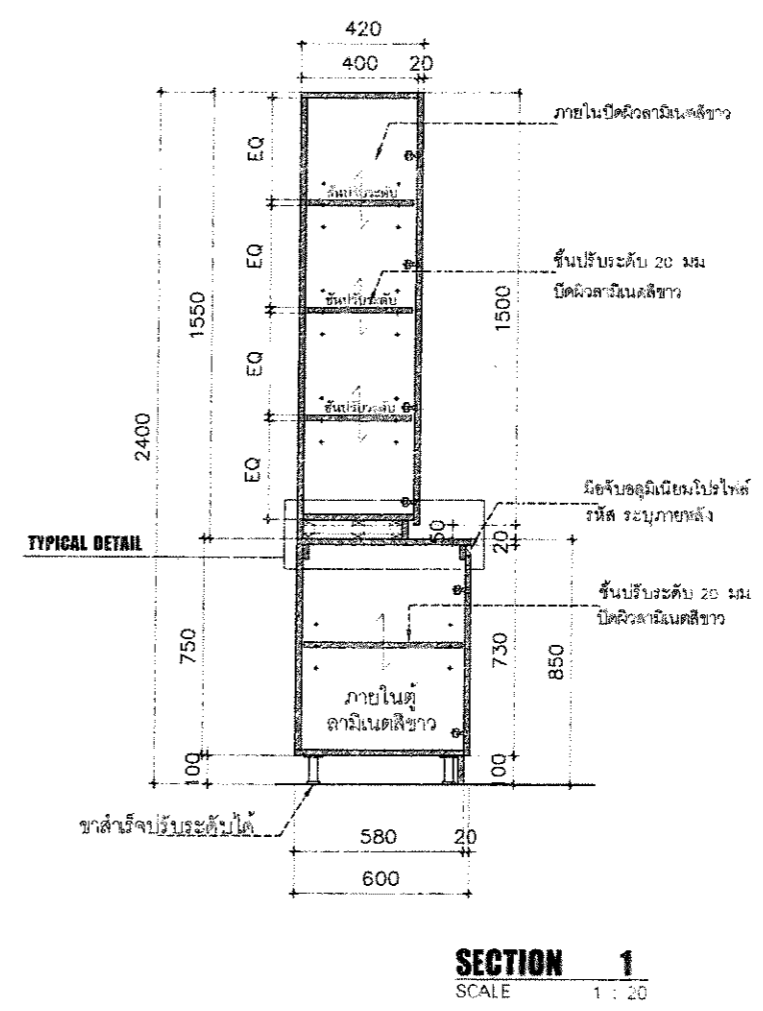 420
400 20
ภายในปิดผิวลามิเนตสีขาว
EQ
ชั้นปรับระดับ
EQ
ชั้นปรับระดับ 20 มม
ปิดผิวลามิเนตสีขาว
ชั้นปรับระดับ
1550
1500
EQ
ชั้นปรับระดับ
2400
EQ
มือจับอลูมิเนียมโปรไฟล์
รหัส ระบุภายหลัง
50
20
TYPICAL DETAIL
ชั้นปรับระดับ 20 มม
ปิดผิวลามิเนตสีขาว
750
730
850
ภายในตู้
ลามิเนตสีขาว
100
100
ขาสำเร็จปรับระดับได้
580 20
600
SECTION 1
SCALE 1 : 20